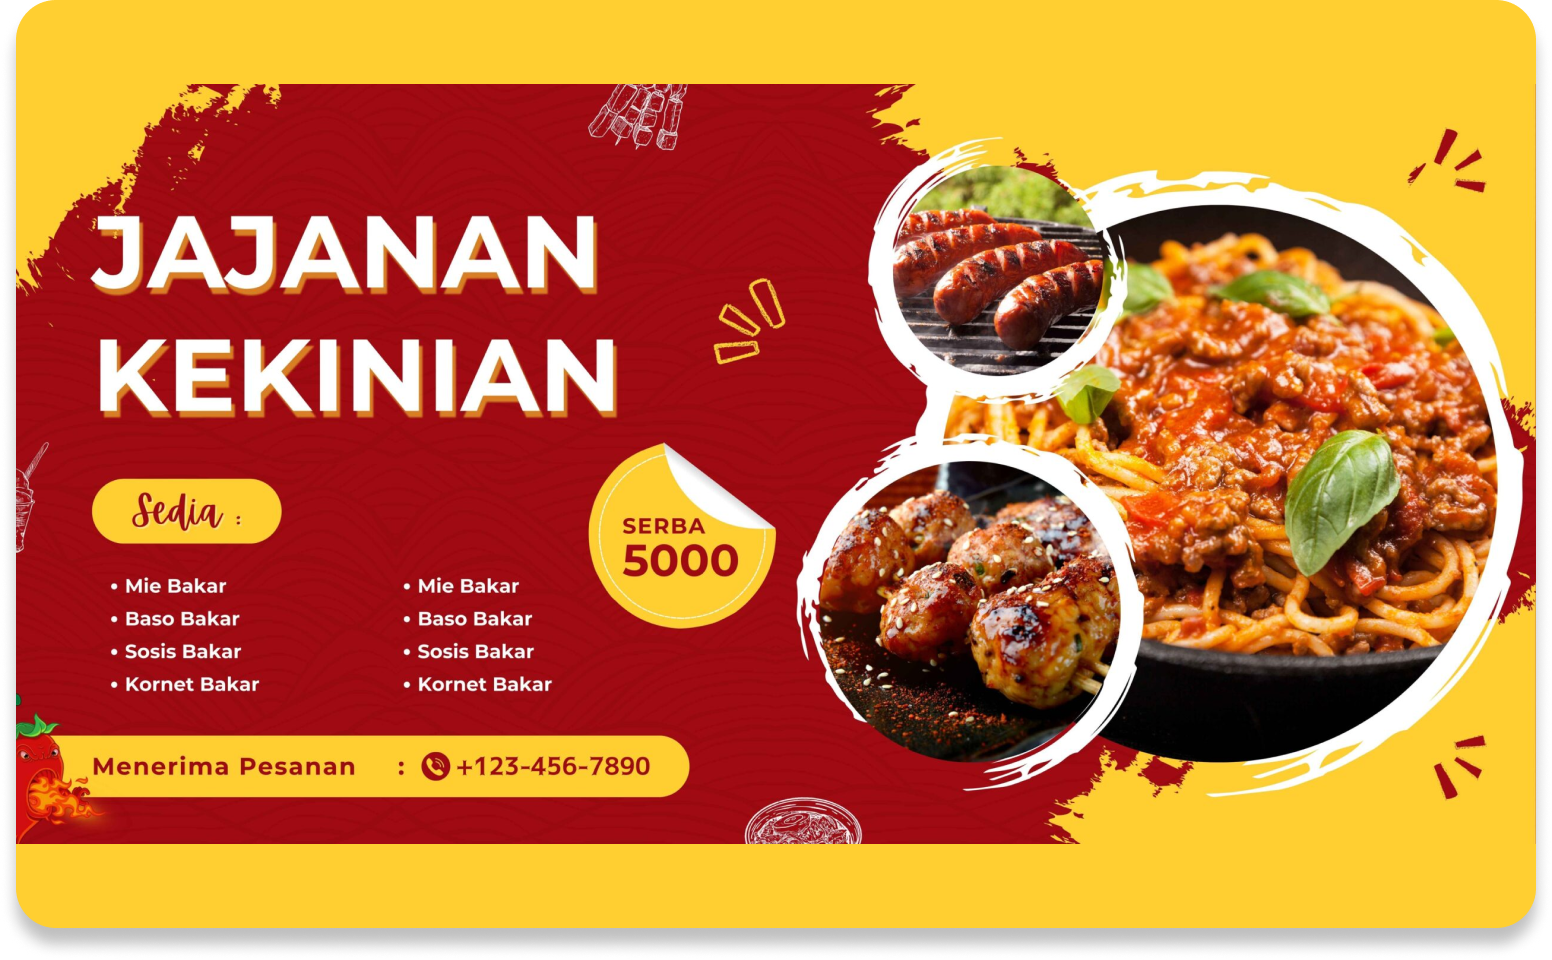 JAJANAN
KEKINIAN
Sedia :
• Mie Bakar
• Baso Bakar
• Sosis Bakar
• Kornet Bakar
• Mie Bakar
• Baso Bakar
• Sosis Bakar
• Kornet Bakar
SERBA
5000
Menerima Pesanan : +123-456-7890